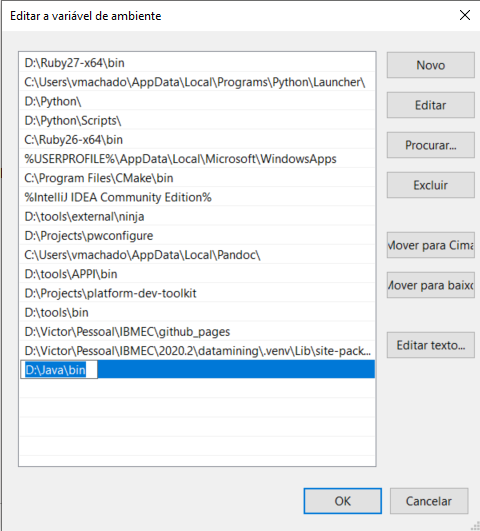 Editar a variável de ambiente
D:\Ruby27-x64\bin
C:\Users\vmachado\AppData\Local\Programs\Python\Launcher\
D:\Python\
D:\Python\Scripts\
C:\Ruby26-x64\bin
%USERPROFILE%\AppData\Local\Microsoft\WindowsApps
C:\Program Files\CMake\bin
%IntelliJ IDEA Community Edition%
D:\tools\external\ninja
D:\Projects\pwconfigure
C:\Users\vmachado\AppData\Local\Pandoc\
D:\tools\APPI\bin
D:\Projects\platform-dev-toolkit
D:\tools\bin
D:\Victor\Pessoal\IBMEC\github_pages
D:\Victor\Pessoal\IBMEC\2020.2\datamining\.venv\Lib\site-pack...
D:\Java\bin
Novo
Editar
Procurar...
Excluir
Mover para Cima
Mover para baixo
Editar texto...
OK
Cancelar